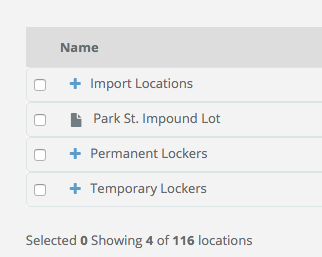 Name
Import Locations
Park St. Impound Lot
Permanent Lockers
Temporary Lockers
Selected 0 Showing 4 of 116 locations